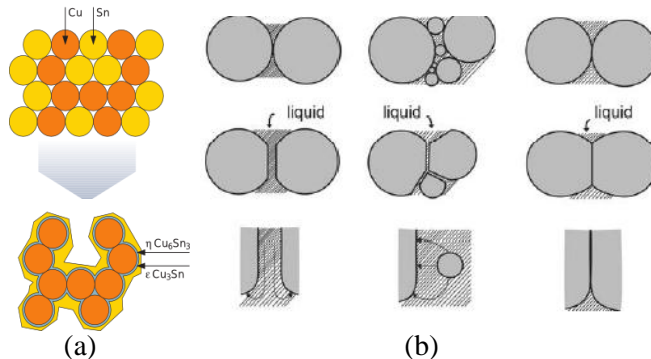 Cu Sn
liquid liquid liquid
η Cu₆Sn₃
ε Cu₃Sn
(a) (b)